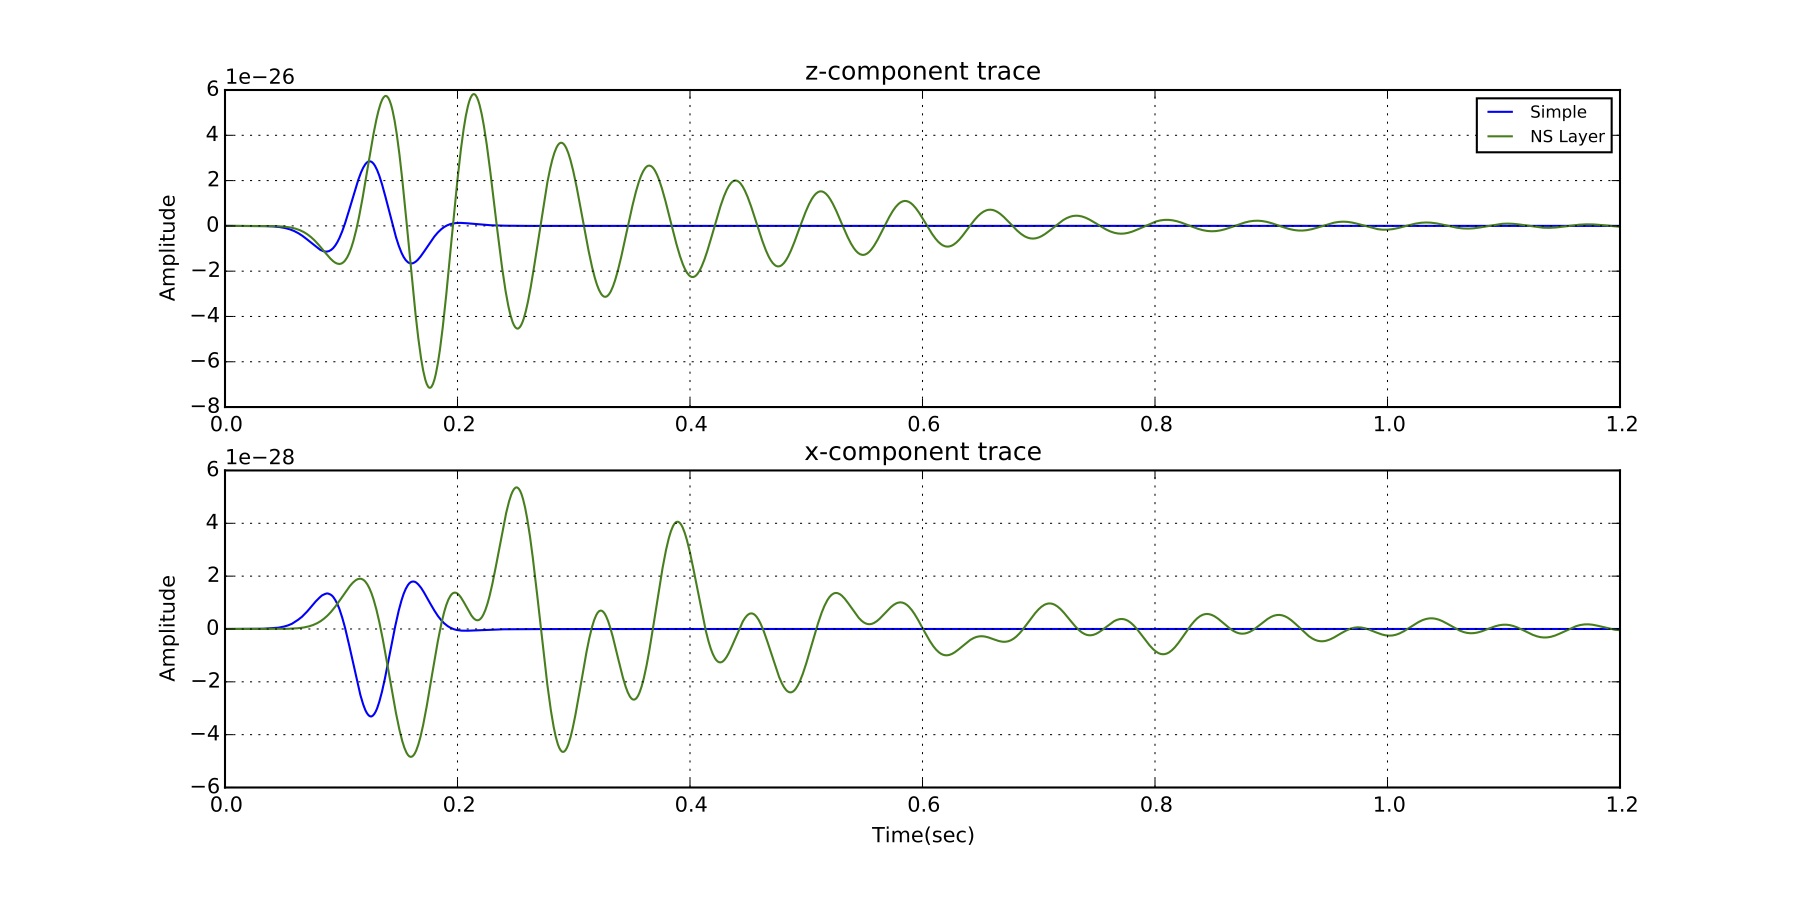 z-component trace
1e−26
6
4
2
0
−2
−4
−6
−8
Amplitude
Simple
NS Layer
0.0 0.2 0.4 0.6 0.8 1.0 1.2
x-component trace
1e−28
6
4
2
0
−2
−4
−6
Amplitude
0.0 0.2 0.4 0.6 0.8 1.0 1.2
Time(sec)